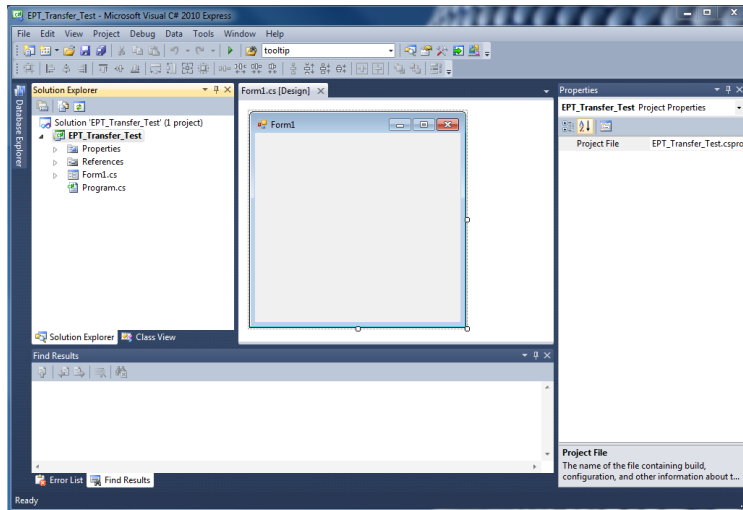 EPT_Transfer_Test - Microsoft Visual C# 2010 Express
File Edit View Project Debug Data Tools Window Help
tooltip
Database Explorer
Solution Explorer
Solution 'EPT_Transfer_Test' (1 project)
EPT_Transfer_Test
Properties
References
Form1.cs
Program.cs
Solution Explorer Class View
Form1.cs [Design]
Form1
Properties
EPT_Transfer_Test Project Properties
Project File EPT_Transfer_Test.cspro
Find Results
Error List Find Results
Project File
The name of the file containing build,
configuration, and other information about t...
Ready